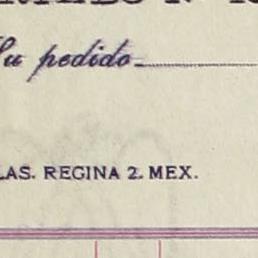 Su pedido
LAS. REGINA 2. MEX.